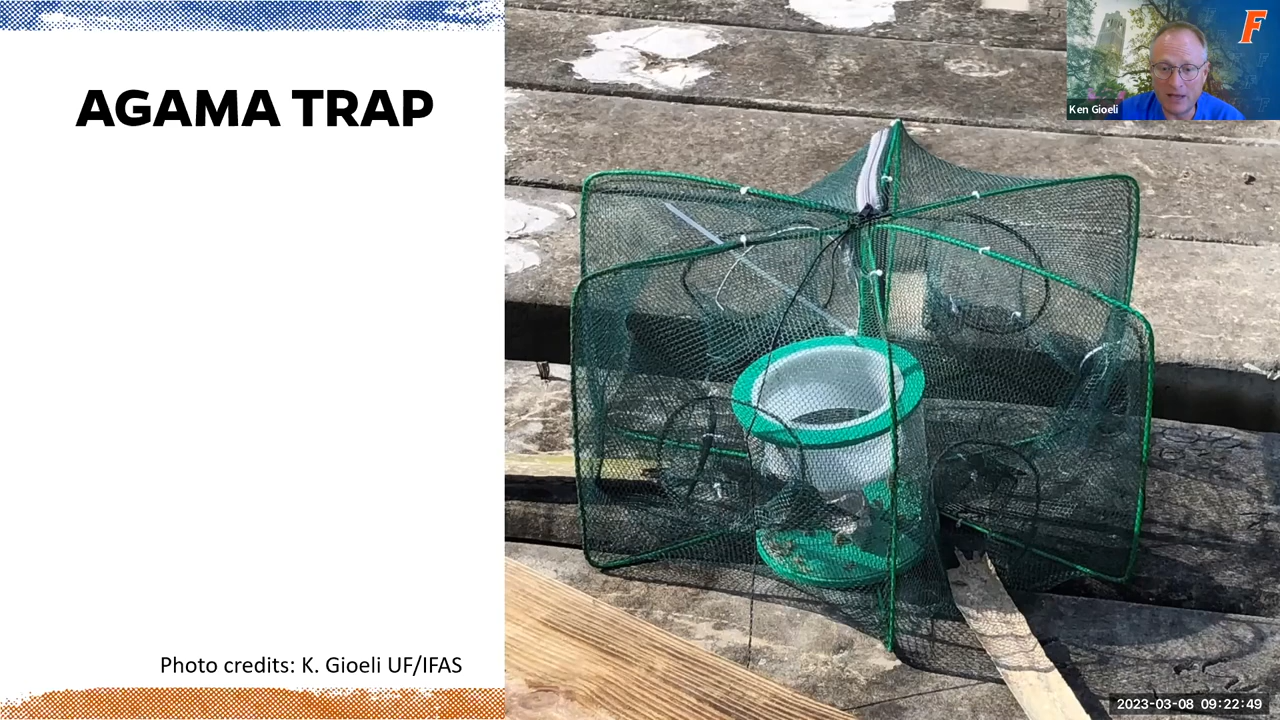 AGAMA TRAP
Photo credits: K. Gioeli UF/IFAS
F
Ken Gioeli
2023-03-08 09:22:49